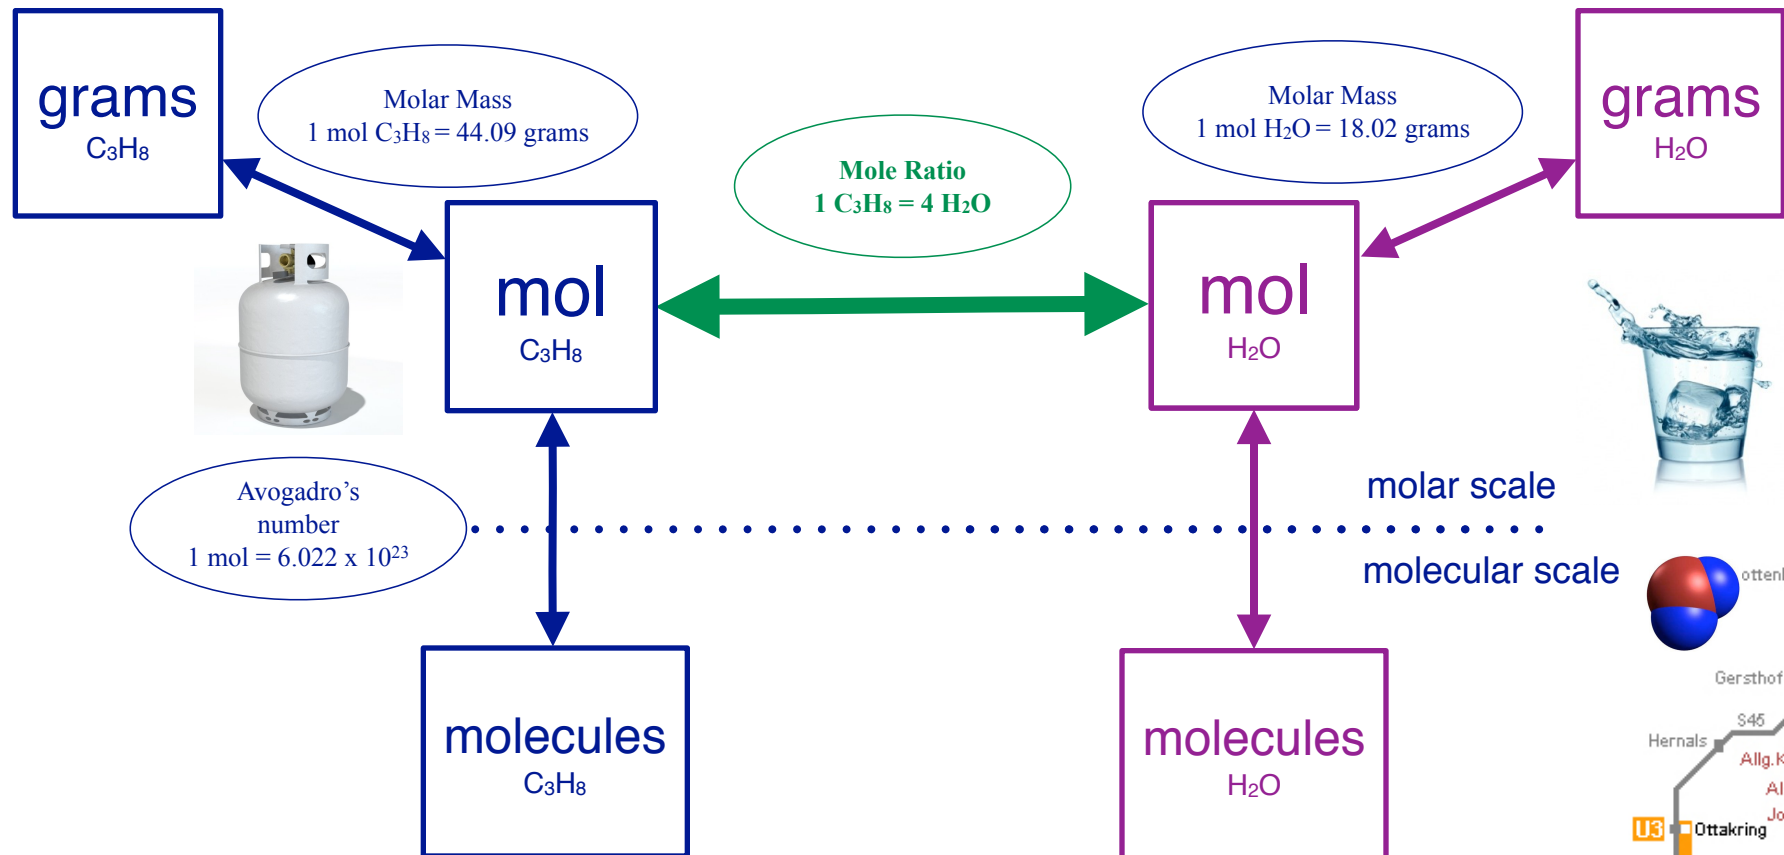 grams
C₃H₈
Molar Mass
1 mol C₃H₈ = 44.09 grams
Mole Ratio
1 C₃H₈ = 4 H₂O
Molar Mass
1 mol H₂O = 18.02 grams
grams
H₂O
mol
C₃H₈
mol
H₂O
Avogadro's
number
1 mol = 6.022 x 10²³
molar scale
molecular scale
molecules
C₃H₈
molecules
H₂O
Gersthof
S45
Hernals
U3 Ottakring